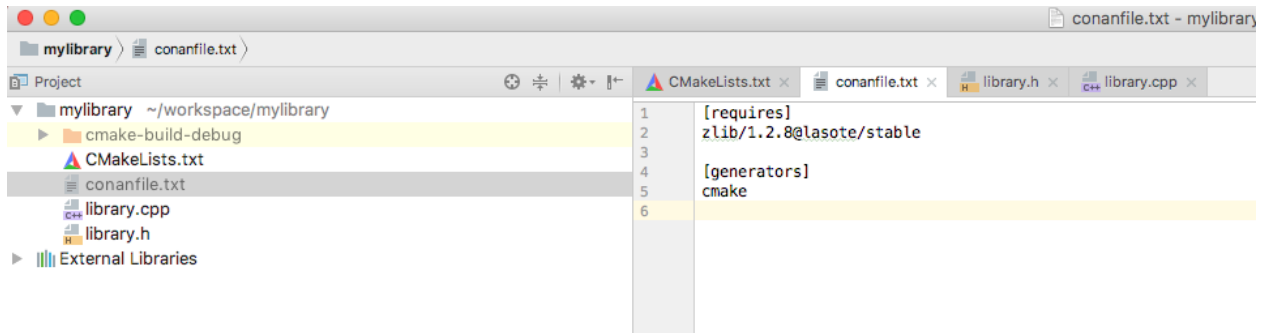 conanfile.txt - mylibrary
mylibrary conanfile.txt
Project
CMakeLists.txt conanfile.txt library.h library.cpp
mylibrary ~/workspace/mylibrary
cmake-build-debug
CMakeLists.txt
conanfile.txt
C++ library.cpp
H library.h
External Libraries
1 [requires]
2 zlib/1.2.8@lasote/stable
3
4 [generators]
5 cmake
6